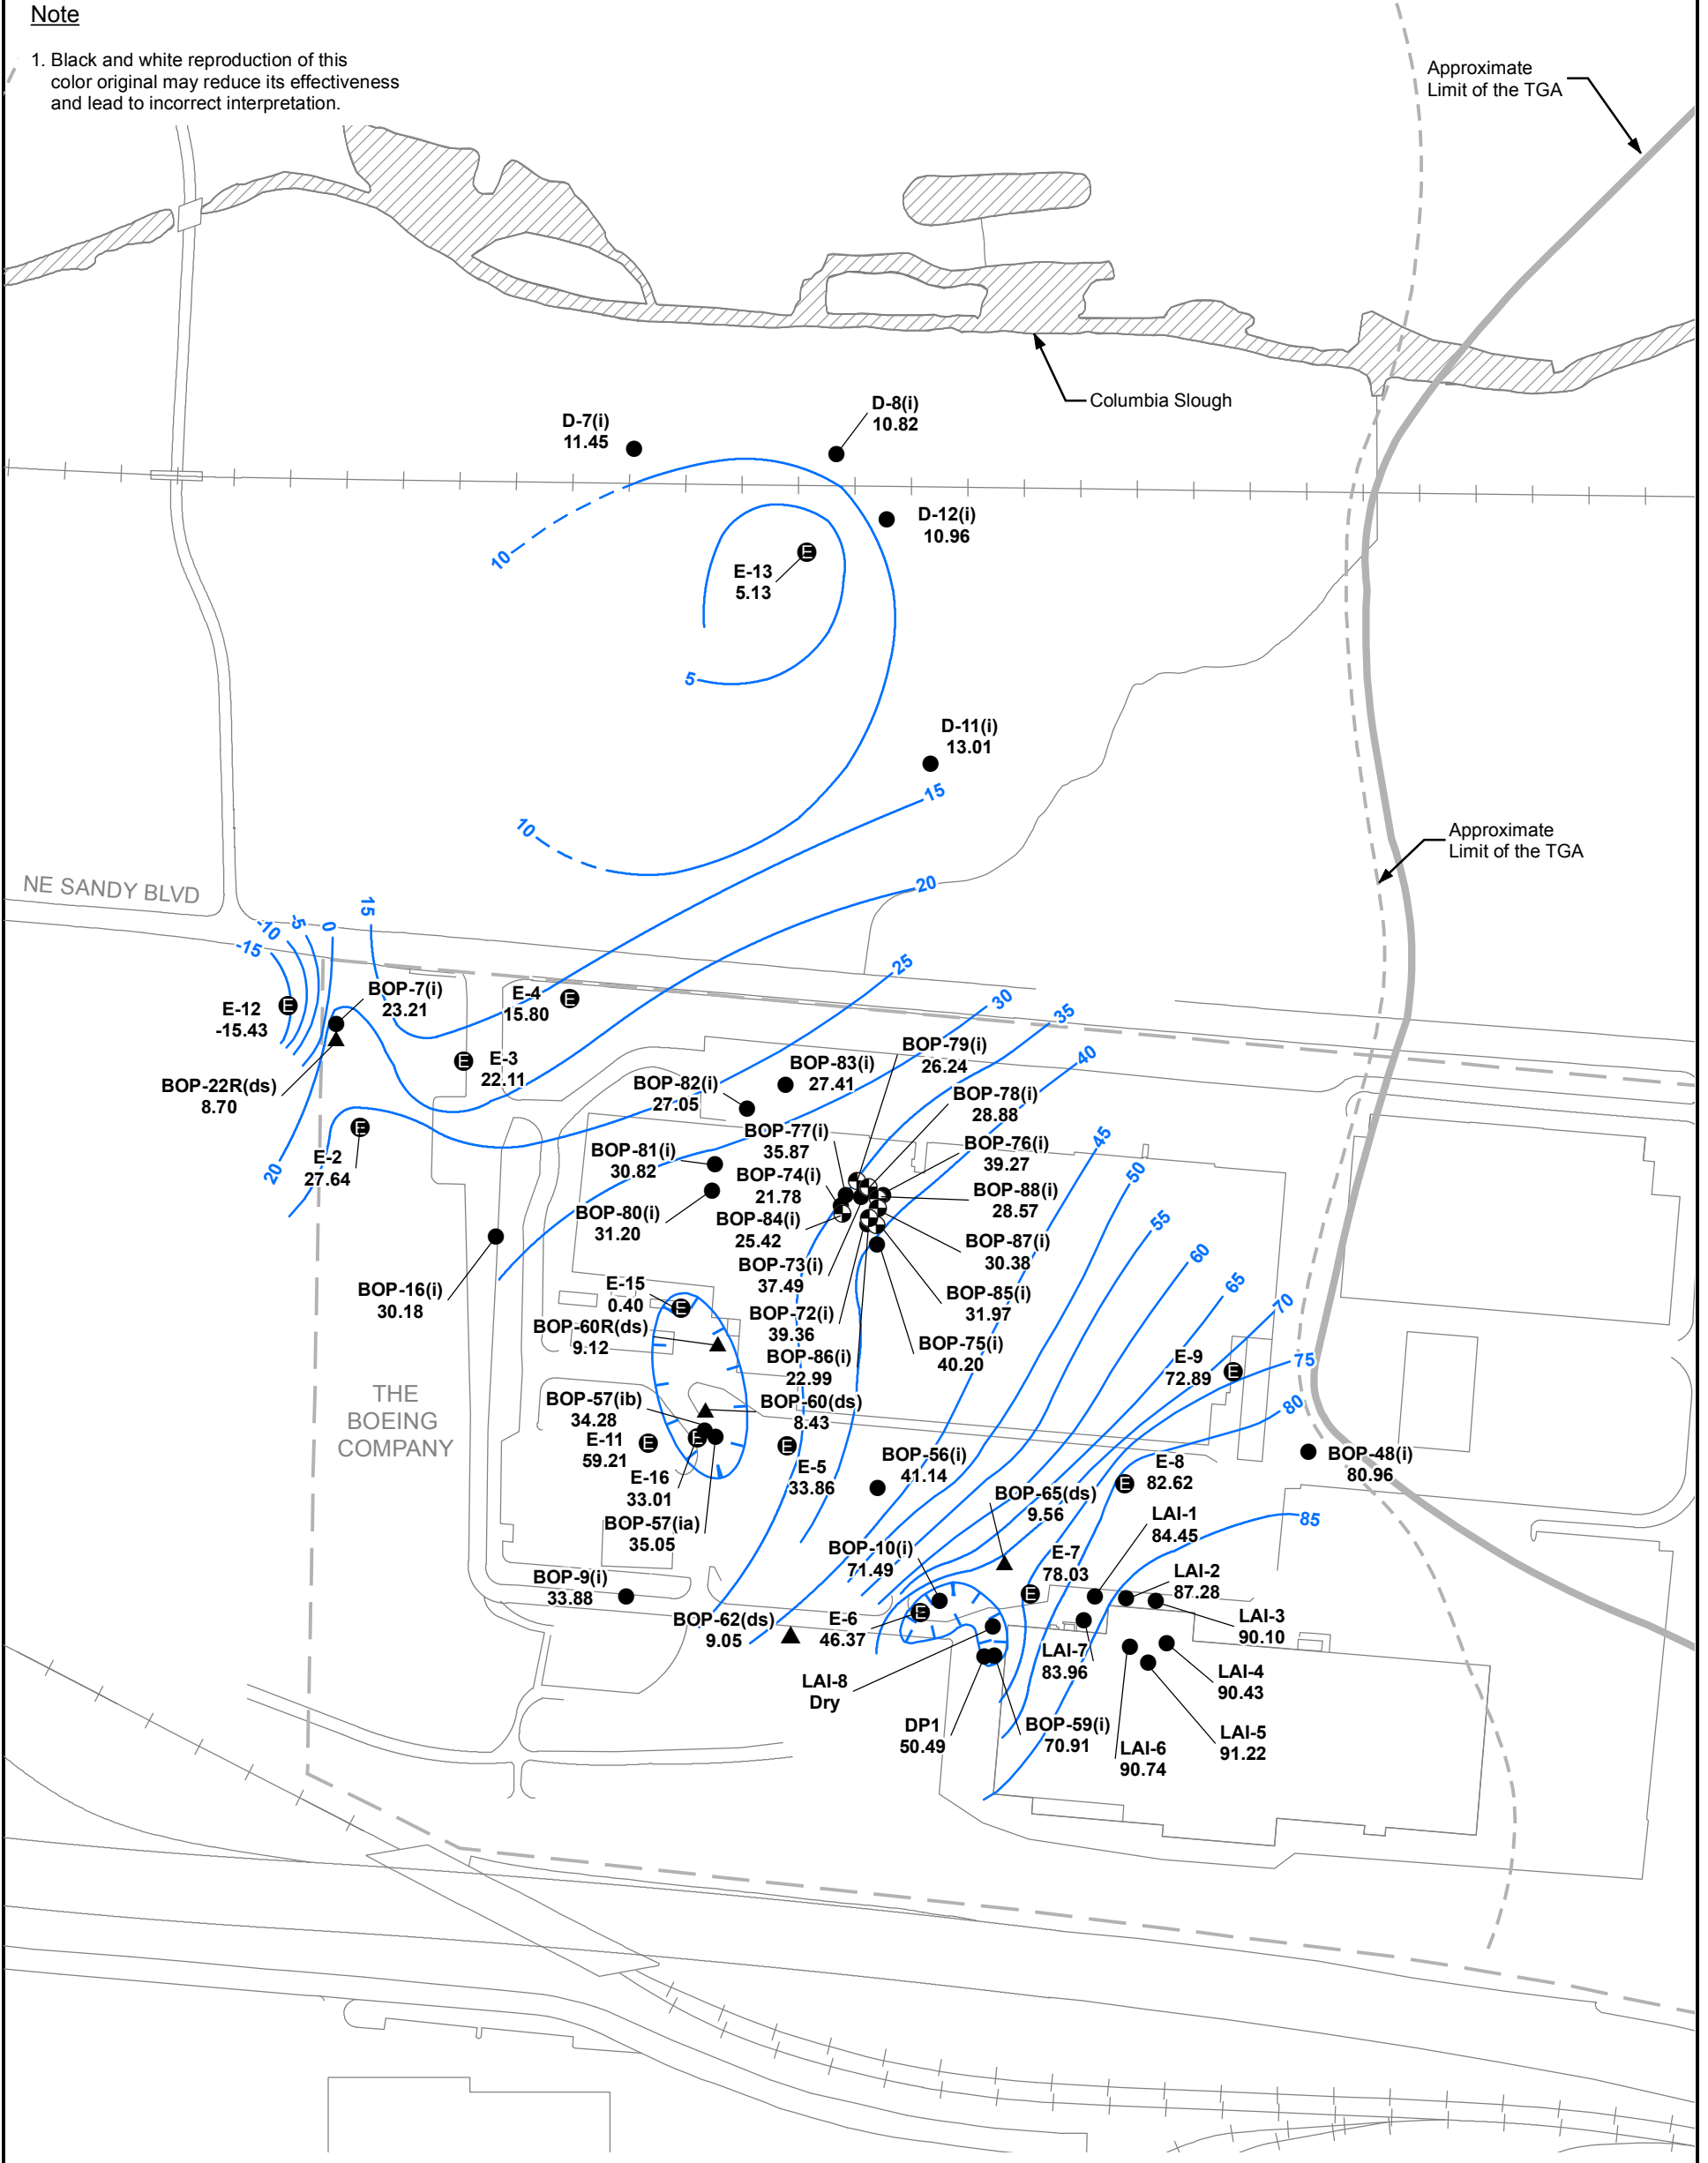 Note
1. Black and white reproduction of this
color original may reduce its effectiveness
and lead to incorrect interpretation.
Approximate
Limit of the TGA
Columbia Slough
D-7(i)
11.45
D-8(i)
10.82
D-12(i)
10.96
10
E-13
5.13
5
D-11(i)
13.01
15
10
Approximate
Limit of the TGA
NE SANDY BLVD
20
15
0
-5
-10
-15
25
30
35
40
E-12
-15.43
BOP-7(i)
23.21
E-4
15.80
BOP-22R(ds)
8.70
E-3
22.11
BOP-79(i)
26.24
BOP-83(i)
27.41
BOP-82(i)
27.05
BOP-78(i)
28.88
BOP-77(i)
35.87
BOP-76(i)
39.27
45
50
55
60
65
70
75
80
85
20
E-2
27.64
BOP-81(i)
30.82
BOP-74(i)
21.78
BOP-88(i)
28.57
BOP-80(i)
31.20
BOP-84(i)
25.42
BOP-87(i)
30.38
BOP-73(i)
37.49
BOP-16(i)
30.18
E-15
0.40
BOP-85(i)
31.97
BOP-72(i)
39.36
BOP-60R(ds)
9.12
BOP-75(i)
40.20
BOP-86(i)
22.99
E-9
72.89
THE
BOEING
COMPANY
BOP-57(ib)
34.28
BOP-60(ds)
8.43
E-11
59.21
E-16
33.01
E-5
33.86
BOP-56(i)
41.14
BOP-48(i)
80.96
E-8
82.62
BOP-65(ds)
9.56
BOP-57(ia)
35.05
LAI-1
84.45
BOP-10(i)
71.49
E-7
78.03
LAI-2
87.28
BOP-9(i)
33.88
BOP-62(ds)
9.05
E-6
46.37
LAI-3
90.10
LAI-7
83.96
LAI-4
90.43
LAI-8
Dry
DP1
50.49
BOP-59(i)
70.91
LAI-5
91.22
LAI-6
90.74
E
E
E
E
E
E
E
E
E
E
E
E